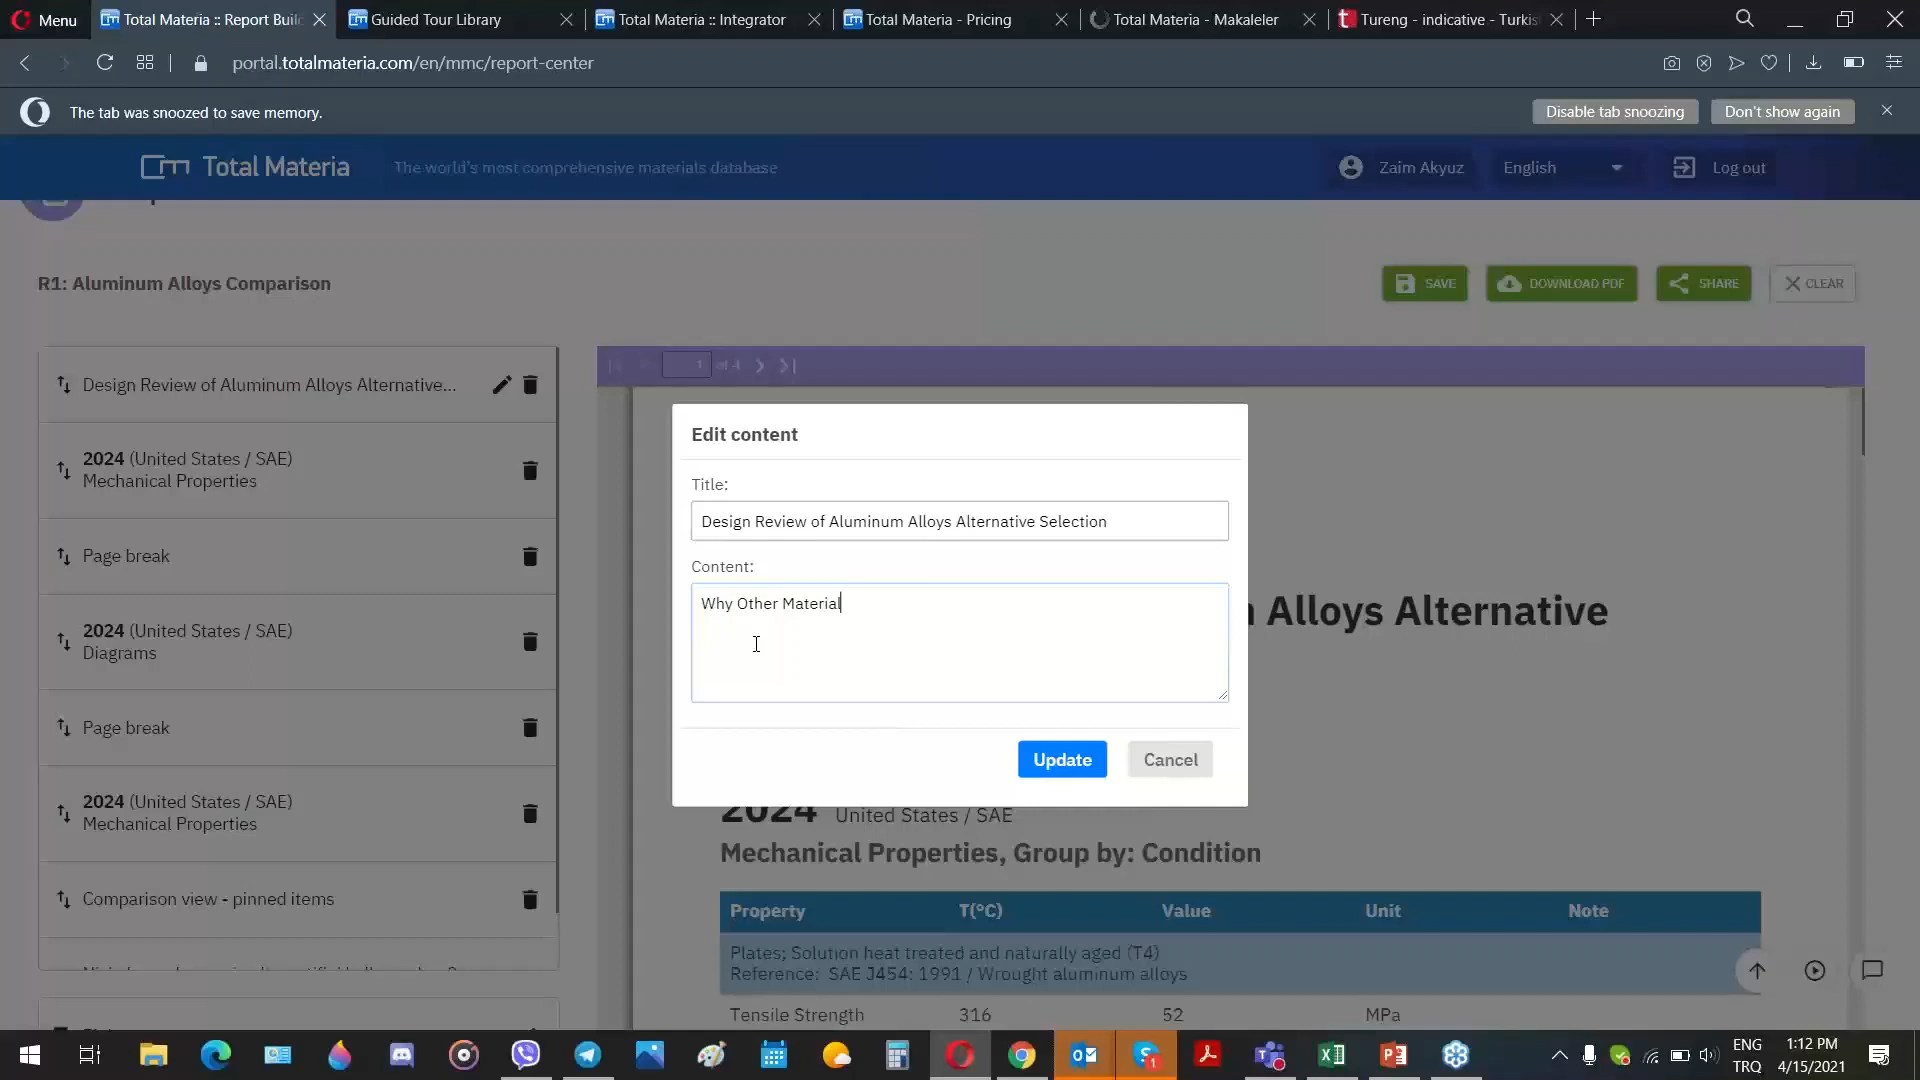 Menu
Total Materia :: Report Buil
Guided Tour Library
Total Materia :: Integrator
Total Materia - Pricing
Total Materia - Makaleler
Tureng - indicative - Turkis
portal.totalmateria.com/en/mmc/report-center
The tab was snoozed to save memory.
Disable tab snoozing
Don't show again
Total Materia
The world's most comprehensive materials database
Zaim Akyuz
English
Log out
R1: Aluminum Alloys Comparison
SAVE
DOWNLOAD PDF
SHARE
CLEAR
Design Review of Aluminum Alloys Alternative...
2024 (United States / SAE)
Mechanical Properties
Page break
2024 (United States / SAE)
Diagrams
Page break
2024 (United States / SAE)
Mechanical Properties
Comparison view - pinned items
1 of 4
Edit content
Title:
Design Review of Aluminum Alloys Alternative Selection
Content:
Why Other Material
Update
Cancel
Alloys Alternative
2024 United States / SAE
Mechanical Properties, Group by: Condition
Property T(°C) Value Unit Note
Plates; Solution heat treated and naturally aged (T4)
Reference: SAE J454: 1991 / Wrought aluminum alloys
Tensile Strength 316 52 MPa
ENG
TRQ
1:12 PM
4/15/2021